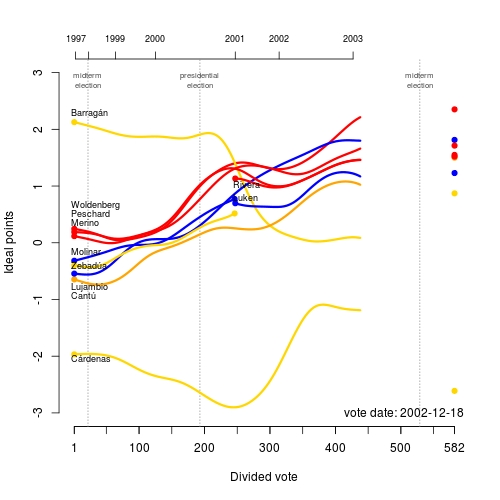 1997 1999 2000 2001 2002 2003
midterm election
presidential election
midterm election
3
2
1
0
-1
-2
-3
Ideal points
Barragán
Woldenberg
Peschard
Merino
Molinar
Zebadúa
Lujambio
Cantú
Cárdenas
Rivera
Luken
vote date: 2002-12-18
1 100 200 300 400 500 582
Divided vote